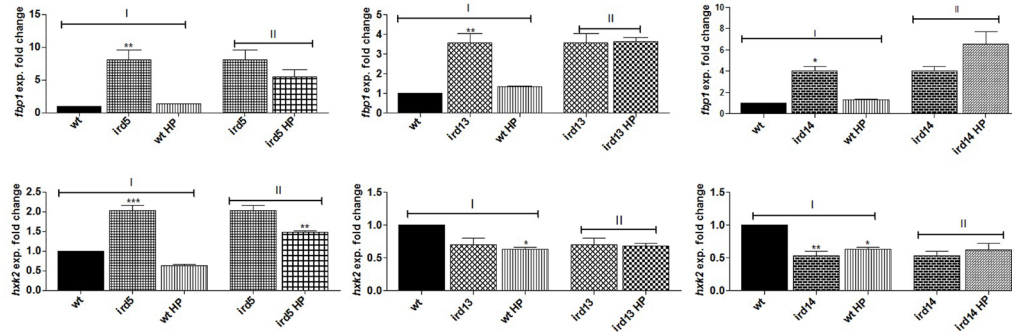 I
II
**
fbp1 exp. fold change
15
10
5
0
wt
ird5
wt HP
ird5
ird5 HP
I
II
**
fbp1 exp. fold change
5
4
3
2
1
0
wt
ird13
wt HP
ird13
ird13 HP
I
II
*
fbp1 exp. fold change
10
8
6
4
2
0
wt
ird14
wt HP
ird14
ird14 HP
I
II
***
**
hxk2 exp. fold change
2.5
2.0
1.5
1.0
0.5
0.0
wt
ird5
wt HP
ird5
ird5 HP
I
II
*
hxk2 exp. fold change
1.5
1.0
0.5
0.0
wt
ird13
wt HP
ird13
ird13 HP
I
II
**
*
hxk2 exp. fold change
1.5
1.0
0.5
0.0
wt
ird14
wt HP
ird14
ird14 HP